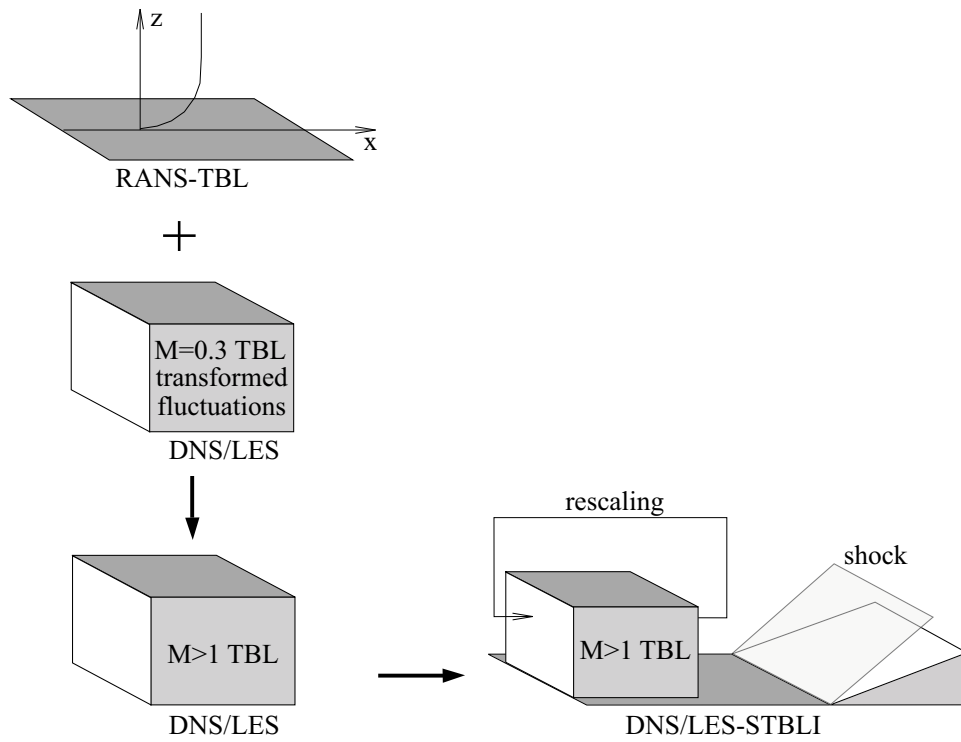 z
x
RANS-TBL
+
M=0.3 TBL
transformed
fluctuations
DNS/LES
M>1 TBL
DNS/LES
rescaling
shock
M>1 TBL
DNS/LES-STBLI